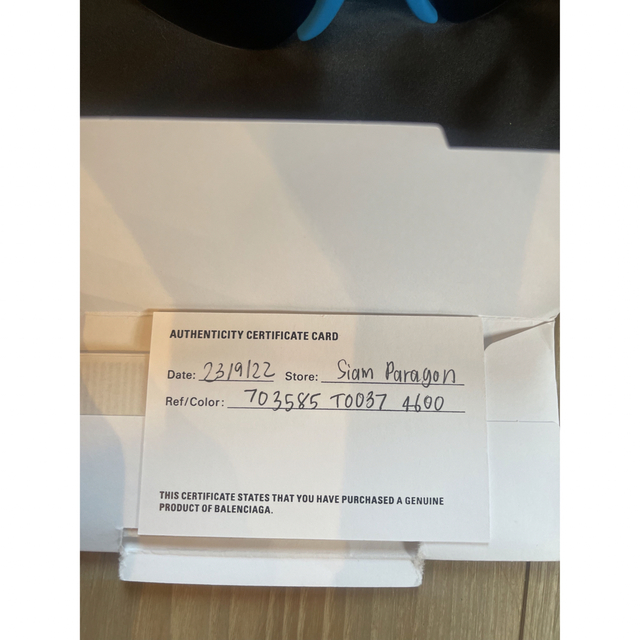 AUTHENTICITY CERTIFICATE CARD
Date: 23/9/22 Store: Siam Paragon
Ref/Color: 703585 T0037 4600
THIS CERTIFICATE STATES THAT YOU HAVE PURCHASED A GENUINE
PRODUCT OF BALENCIAGA.